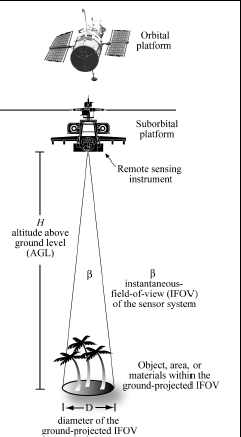 Orbital
platform
Suborbital
platform
Remote sensing
instrument
H
altitude above
ground level
(AGL)
β
β
instantaneous-
field-of-view (IFOV)
of the sensor system
Object, area, or
materials within the
ground-projected IFOV
D
diameter of the
ground-projected IFOV